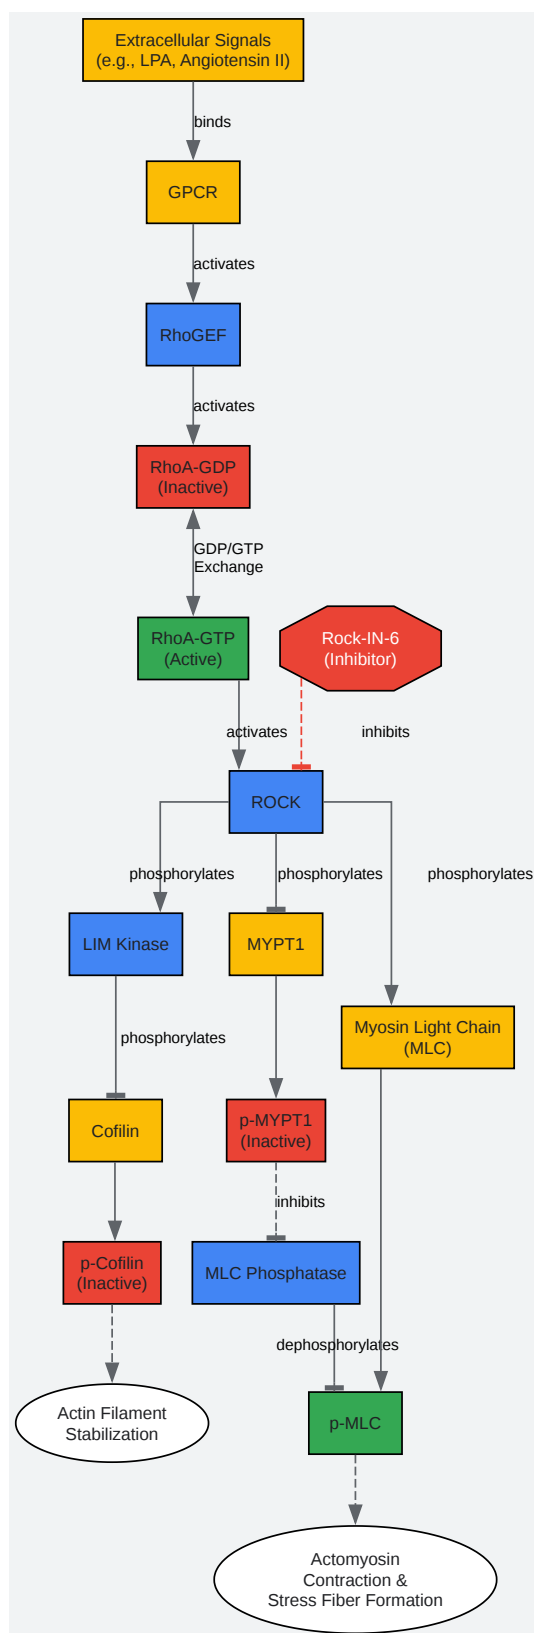 Extracellular Signals
(e.g., LPA, Angiotensin II)
binds
GPCR
activates
RhoGEF
activates
RhoA-GDP
(Inactive)
GDP/GTP
Exchange
RhoA-GTP
(Active)
Rock-IN-6
(Inhibitor)
activates
inhibits
ROCK
phosphorylates
phosphorylates
phosphorylates
LIM Kinase
MYPT1
Myosin Light Chain
(MLC)
phosphorylates
Cofilin
p-MYPT1
(Inactive)
inhibits
p-Cofilin
(Inactive)
MLC Phosphatase
dephosphorylates
Actin Filament
Stabilization
p-MLC
Actomyosin
Contraction &
Stress Fiber Formation